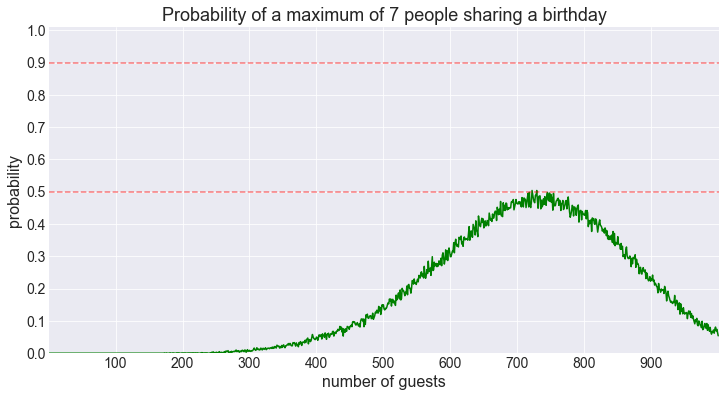 Probability of a maximum of 7 people sharing a birthday
1.0
0.9
0.8
0.7
0.6
0.5
0.4
0.3
0.2
0.1
0.0
probability
100 200 300 400 500 600 700 800 900
number of guests